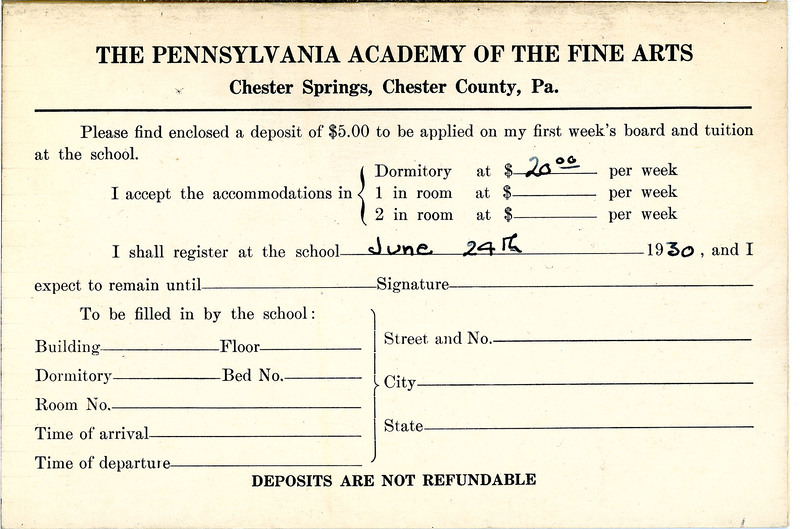 THE PENNSYLVANIA ACADEMY OF THE FINE ARTS
Chester Springs, Chester County, Pa.
Please find enclosed a deposit of $5.00 to be applied on my first week's board and tuition
at the school.
I accept the accommodations in
Dormitory at $ 20 00 per week
1 in room at $ per week
2 in room at $ per week
I shall register at the school June 24th 1930, and I
expect to remain until Signature
To be filled in by the school:
Building Floor
Dormitory Bed No.
Room No.
Time of arrival
Time of departure
Street and No.
City
State
DEPOSITS ARE NOT REFUNDABLE